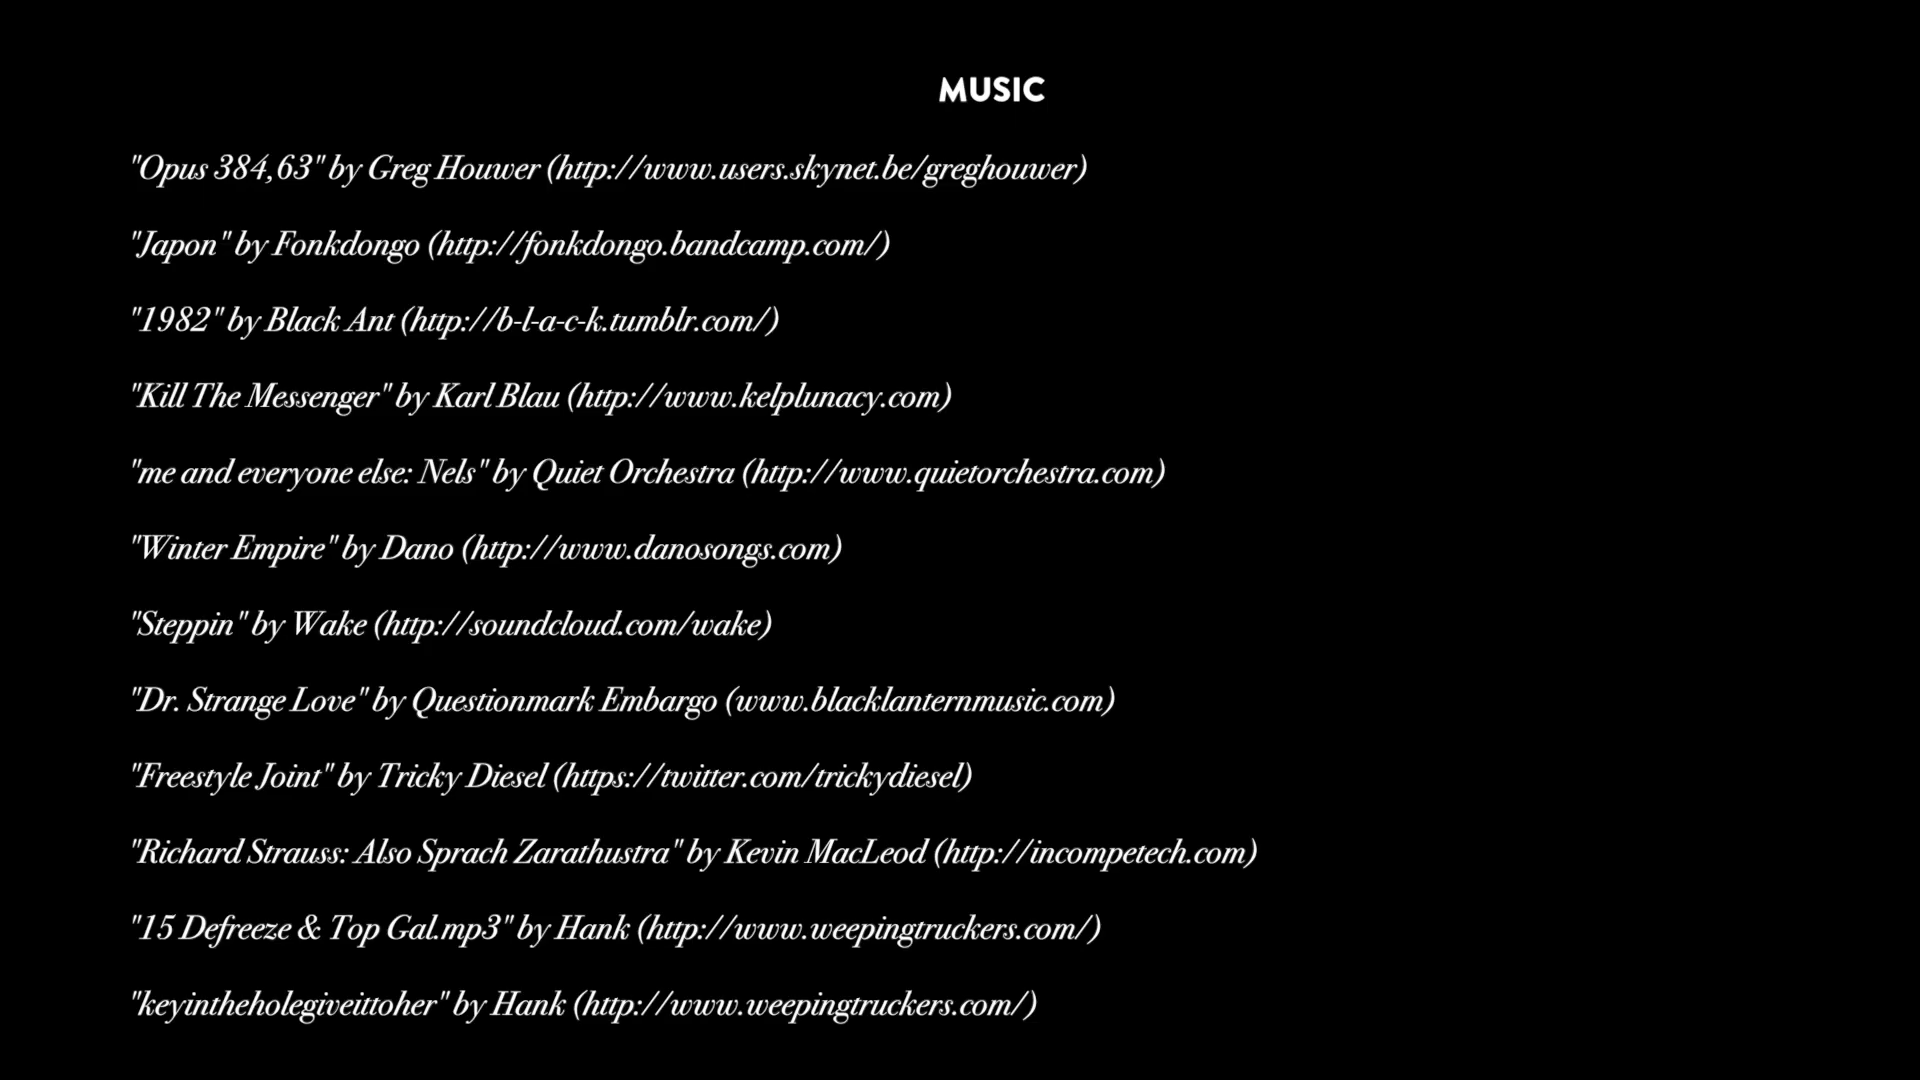 MUSIC
"Opus 384,63" by Greg Houwer (http://www.users.skynet.be/greghouwer)
"Japon" by Fonkdongo (http://fonkdongo.bandcamp.com/)
"1982" by Black Ant (http://b-l-a-c-k.tumblr.com/)
"Kill The Messenger" by Karl Blau (http://www.kelplunacy.com)
"me and everyone else: Nels" by Quiet Orchestra (http://www.quietorchestra.com)
"Winter Empire" by Dano (http://www.danosongs.com)
"Steppin" by Wake (http://soundcloud.com/wake)
"Dr. Strange Love" by Questionmark Embargo (www.blacklanternmusic.com)
"Freestyle Joint" by Tricky Diesel (https://twitter.com/trickydiesel)
"Richard Strauss: Also Sprach Zarathustra" by Kevin MacLeod (http://incompetech.com)
"15 Defreeze & Top Gal.mp3" by Hank (http://www.weepingtruckers.com/)
"keyintheholegiveittoher" by Hank (http://www.weepingtruckers.com/)